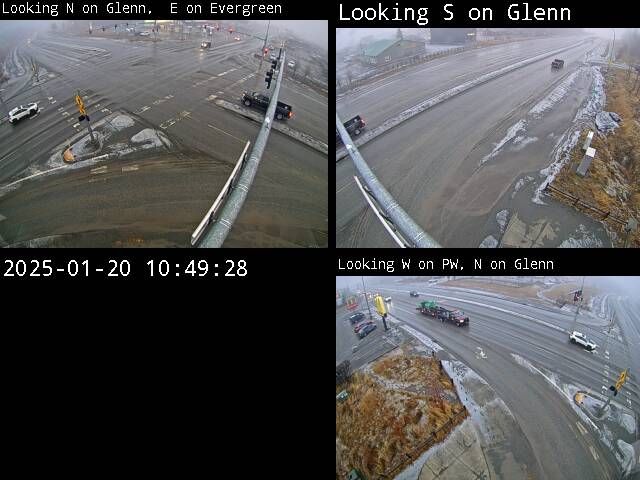 Looking N on Glenn,  E on Evergreen
Looking S on Glenn
2025-01-20 10:49:28
Looking W on PW, N on Glenn